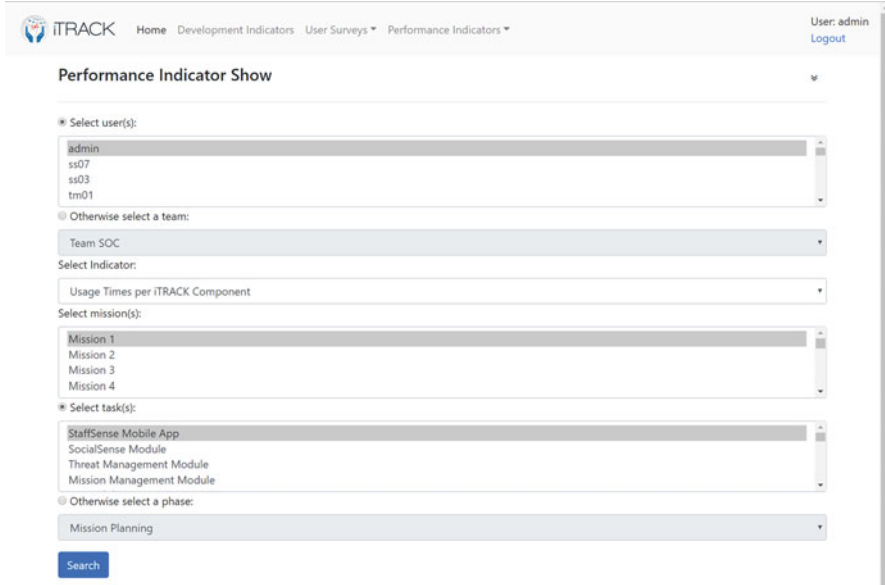 iTRACK Home Development Indicators User Surveys Performance Indicators
User: admin
Logout
Performance Indicator Show
Select user(s):
admin
ss07
ss03
tm01
Otherwise select a team:
Team SOC
Select Indicator:
Usage Times per iTRACK Component
Select mission(s):
Mission 1
Mission 2
Mission 3
Mission 4
Select task(s):
StaffSense Mobile App
SocialSense Module
Threat Management Module
Mission Management Module
Otherwise select a phase:
Mission Planning
Search